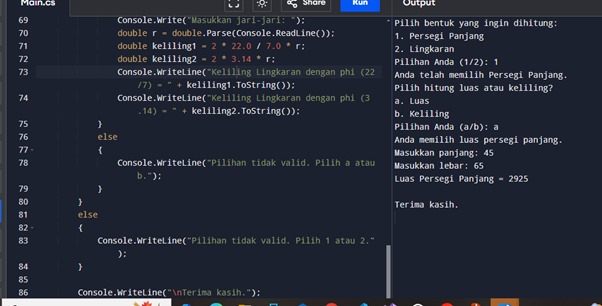 Main.cs
Share
Run
Output
69 Console.Write("Masukkan jari-jari: ");
70 double r = double.Parse(Console.ReadLine());
71 double keliling1 = 2 * 22.0 / 7.0 * r;
72 double keliling2 = 2 * 3.14 * r;
73 Console.WriteLine("Keliling Lingkaran dengan phi (22
/7) = " + keliling1.ToString());
74 Console.WriteLine("Keliling Lingkaran dengan phi (3
.14) = " + keliling2.ToString());
75 }
76 else
77 {
78 Console.WriteLine("Pilihan tidak valid. Pilih a atau
b.");
79 }
80 }
81 else
82 {
83 Console.WriteLine("Pilihan tidak valid. Pilih 1 atau 2."
);
84 }
85
86 Console.WriteLine("\nTerima kasih.");
Pilih bentuk yang ingin dihitung:
1. Persegi Panjang
2. Lingkaran
Pilihan Anda (1/2): 1
Anda telah memilih Persegi Panjang.
Pilih hitung luas atau keliling?
a. Luas
b. Keliling
Pilihan Anda (a/b): a
Anda memilih luas persegi panjang.
Masukkan panjang: 45
Masukkan lebar: 65
Luas Persegi Panjang = 2925
Terima kasih.